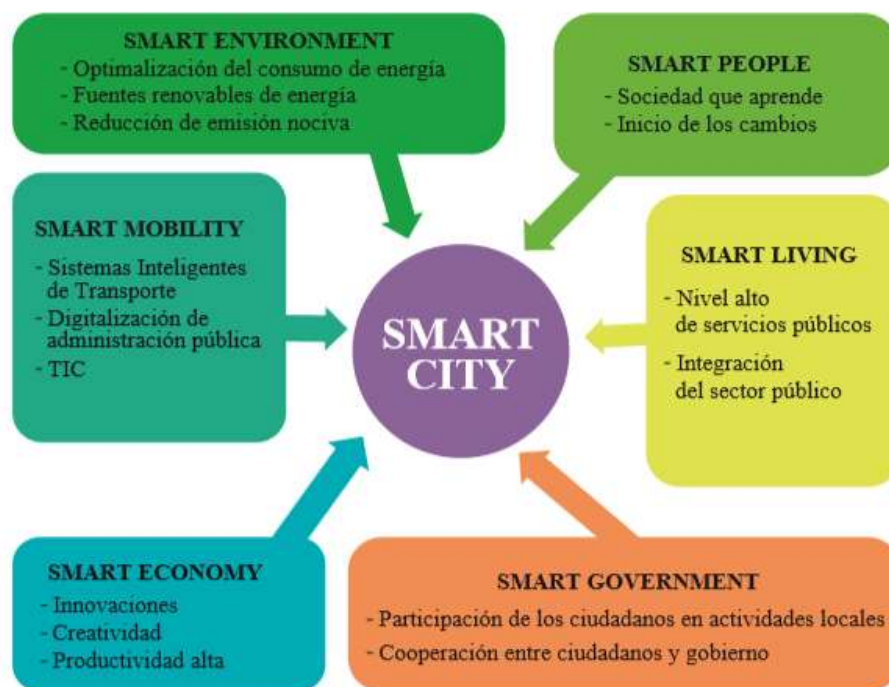 SMART ENVIRONMENT
- Optimalización del consumo de energía
- Fuentes renovables de energía
- Reducción de emisión nociva
SMART PEOPLE
- Sociedad que aprende
- Inicio de los cambios
SMART MOBILITY
- Sistemas Inteligentes
de Transporte
- Digitalización de
administración pública
- TIC
SMART
CITY
SMART LIVING
- Nivel alto
de servicios públicos
- Integración
del sector público
SMART ECONOMY
- Innovaciones
- Creatividad
- Productividad alta
SMART GOVERNMENT
- Participación de los ciudadanos en actividades locales
- Cooperación entre ciudadanos y gobierno